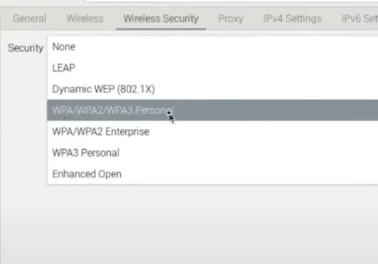 General Wireless Wireless Security Proxy IPv4 Settings IPv6 Set
Security
None
LEAP
Dynamic WEP (802.1X)
WPA/WPA2/WPA3 Personal
WPA/WPA2 Enterprise
WPA3 Personal
Enhanced Open